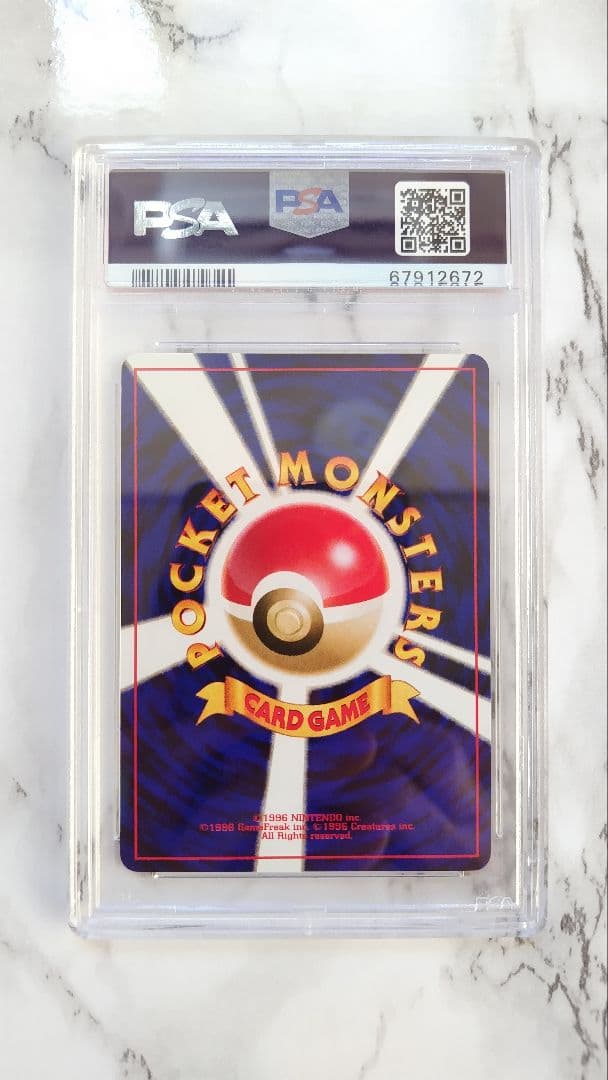 PSA
PSA
67912672
POCKET MONSTERS
CARD GAME
©1996 NINTENDO inc.
©1996 GameFreak inc. ©1996 Creatures inc.
All Rights reserved.
PSA